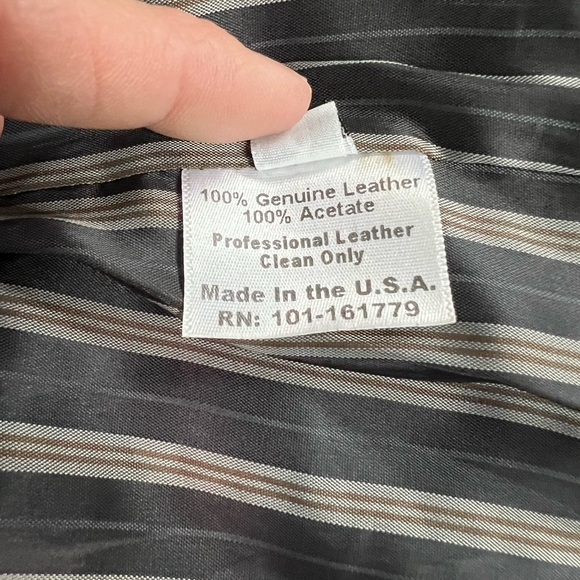 100% Genuine Leather
100% Acetate
Professional Leather
Clean Only
Made In the U.S.A.
RN: 101-161779